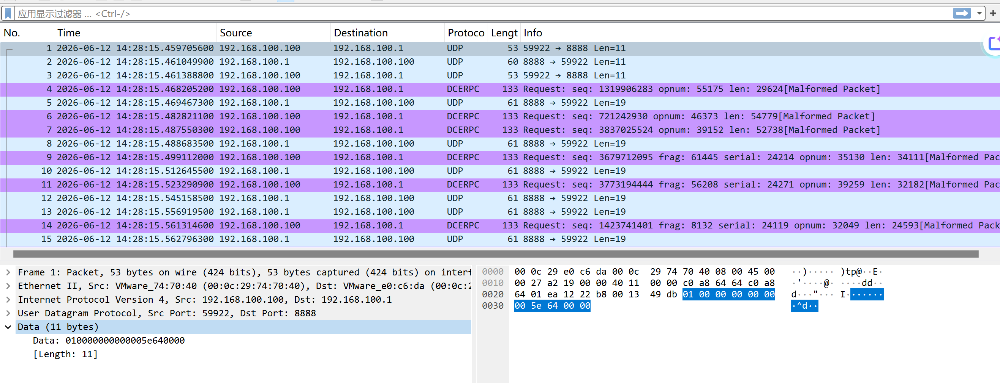 应用显示过滤器 ... <Ctrl-/>
No. Time Source Destination Protoco Lengt Info
1 2026-06-12 14:28:15.459705600 192.168.100.100 192.168.100.1 UDP 53 59922 → 8888 Len=11
2 2026-06-12 14:28:15.461049900 192.168.100.1 192.168.100.100 UDP 60 8888 → 59922 Len=11
3 2026-06-12 14:28:15.461388800 192.168.100.100 192.168.100.1 UDP 53 59922 → 8888 Len=11
4 2026-06-12 14:28:15.468205200 192.168.100.100 192.168.100.1 DCERPC 133 Request: seq: 1319906283 opnum: 55175 len: 29624[Malformed Packet]
5 2026-06-12 14:28:15.469467300 192.168.100.1 192.168.100.100 UDP 61 8888 → 59922 Len=19
6 2026-06-12 14:28:15.482821100 192.168.100.100 192.168.100.1 DCERPC 133 Request: seq: 721242930 opnum: 46373 len: 54779[Malformed Packet]
7 2026-06-12 14:28:15.487550300 192.168.100.100 192.168.100.1 DCERPC 133 Request: seq: 3837025524 opnum: 39152 len: 52738[Malformed Packet]
8 2026-06-12 14:28:15.488683500 192.168.100.1 192.168.100.100 UDP 61 8888 → 59922 Len=19
9 2026-06-12 14:28:15.499112000 192.168.100.100 192.168.100.1 DCERPC 133 Request: seq: 3679712095 frag: 61445 serial: 24214 opnum: 35130 len: 34111[Malformed Pac
10 2026-06-12 14:28:15.512645500 192.168.100.1 192.168.100.100 UDP 61 8888 → 59922 Len=19
11 2026-06-12 14:28:15.523290900 192.168.100.100 192.168.100.1 DCERPC 133 Request: seq: 3773194444 frag: 56208 serial: 24271 opnum: 39259 len: 32182[Malformed Pac
12 2026-06-12 14:28:15.545158500 192.168.100.1 192.168.100.100 UDP 61 8888 → 59922 Len=19
13 2026-06-12 14:28:15.556919500 192.168.100.1 192.168.100.100 UDP 61 8888 → 59922 Len=19
14 2026-06-12 14:28:15.561314600 192.168.100.100 192.168.100.1 DCERPC 133 Request: seq: 1423741401 frag: 8132 serial: 24119 opnum: 32049 len: 24593[Malformed Pack
15 2026-06-12 14:28:15.562796300 192.168.100.1 192.168.100.100 UDP 61 8888 → 59922 Len=19
Frame 1: Packet, 53 bytes on wire (424 bits), 53 bytes captured (424 bits) on interf
Ethernet II, Src: VMware_74:70:40 (00:0c:29:74:70:40), Dst: VMware_e0:c6:da (00:0c:2
Internet Protocol Version 4, Src: 192.168.100.100, Dst: 192.168.100.1
User Datagram Protocol, Src Port: 59922, Dst Port: 8888
Data (11 bytes)
Data: 010000000000005e640000
[Length: 11]
0000 00 0c 29 e0 c6 da 00 0c 29 74 70 40 08 00 45 00 ··)····· )tp@··E·
0010 00 27 a2 19 00 00 40 11 00 00 c0 a8 64 64 c0 a8 ·'····@· ····dd··
0020 64 01 ea 12 22 b8 00 13 49 db 01 00 00 00 00 00 d···"··· I·······
0030 00 5e 64 00 00 ·^d··